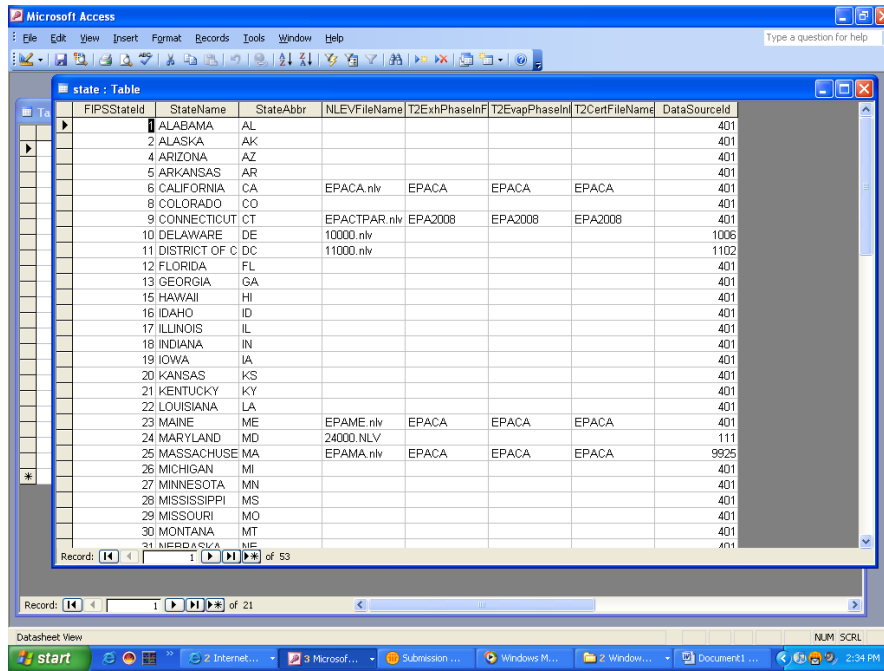 Microsoft Access
File Edit View Insert Format Records Tools Window Help Type a question for help
state : Table
Ta
FIPSStateId StateName StateAbbr NLEVFileName T2ExhPhaseInF T2EvapPhaseInl T2CertFileName DataSourceId
1 ALABAMA AL 401
2 ALASKA AK 401
4 ARIZONA AZ 401
5 ARKANSAS AR 401
6 CALIFORNIA CA EPACA.nlv EPACA EPACA EPACA 401
8 COLORADO CO 401
9 CONNECTICUT CT EPACTPAR.nlv EPA2008 EPA2008 EPA2008 401
10 DELAWARE DE 10000.nlv 1006
11 DISTRICT OF C DC 11000.nlv 1102
12 FLORIDA FL 401
13 GEORGIA GA 401
15 HAWAII HI 401
16 IDAHO ID 401
17 ILLINOIS IL 401
18 INDIANA IN 401
19 IOWA IA 401
20 KANSAS KS 401
21 KENTUCKY KY 401
22 LOUISIANA LA 401
23 MAINE ME EPAME.nlv EPACA EPACA EPACA 401
24 MARYLAND MD 24000.NLV 111
25 MASSACHUSE MA EPAMA.nlv EPACA EPACA EPACA 9925
26 MICHIGAN MI 401
27 MINNESOTA MN 401
28 MISSISSIPPI MS 401
29 MISSOURI MO 401
30 MONTANA MT 401
31 NEBRASKA NE 401
Record: 1 of 53
Record: 1 of 21
Datasheet View NUM SCRL
start 2 Internet... 3 Microsof... Submission ... Windows M... 2 Window... Document1 ... 2:34 PM